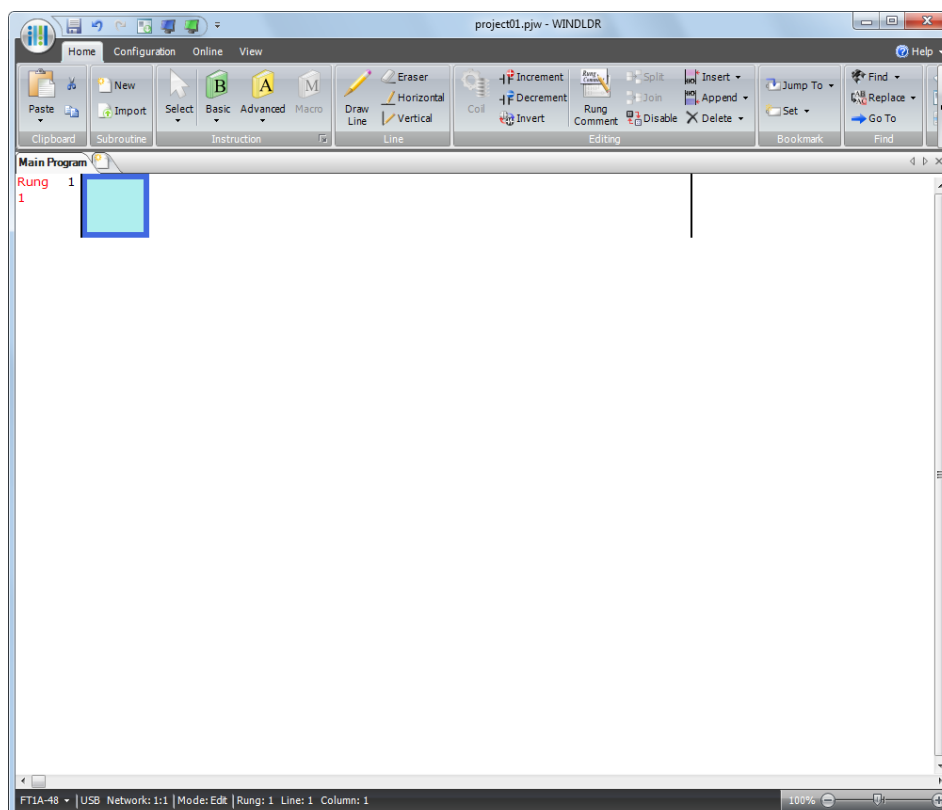 project01.pjw - WINDLDR
Home Configuration Online View Help
Paste New Import Select Basic Advanced Macro Draw Line Eraser Horizontal Vertical Coil Increment Decrement Invert Rung Comment Split Join Disable Insert Append Delete Jump To Set Find Replace Go To
B A M
Clipboard Subroutine Instruction Line Editing Bookmark Find
Main Program
Rung 1
1
FT1A-48 USB Network: 1:1 Mode: Edit Rung: 1 Line: 1 Column: 1 100%